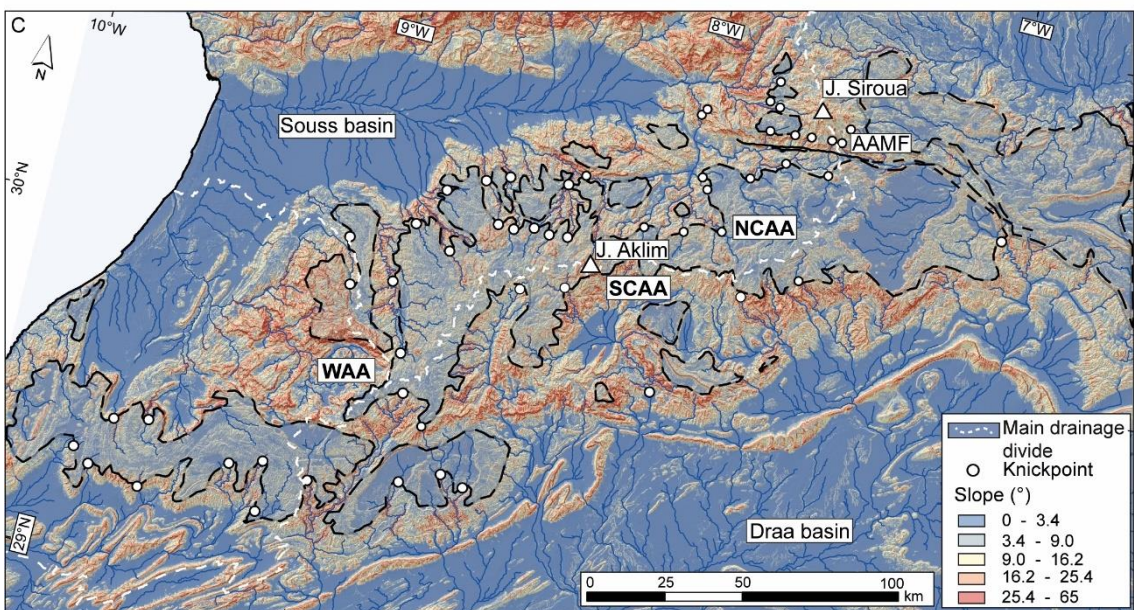 C
10°W
9°W
8°W
7°W
N
J. Siroua
Souss basin
AAMF
30°N
NCAA
J. Aklim
SCAA
WAA
Main drainage
divide
Knickpoint
Slope (°)
0 - 3.4
3.4 - 9.0
9.0 - 16.2
16.2 - 25.4
25.4 - 65
Draa basin
29°N
0 25 50 100
km